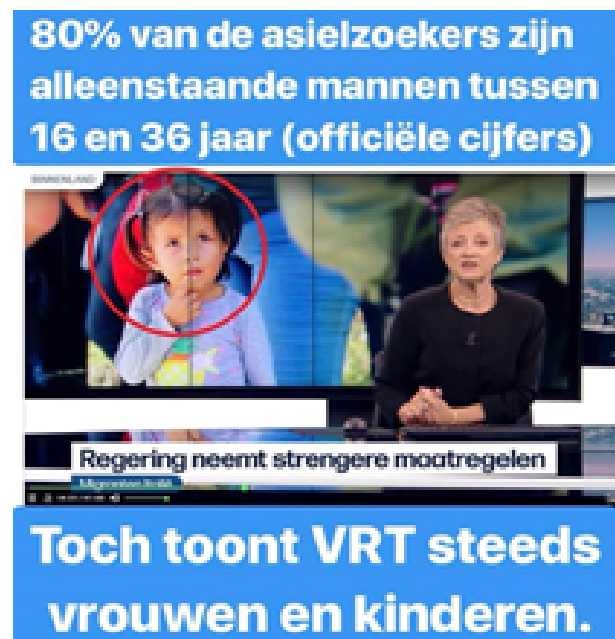 80% van de asielzoekers zijn
alleenstaande mannen tussen
16 en 36 jaar (officiële cijfers)
BINNENLAND
Regering neemt strengere maatregelen
Toch toont VRT steeds
vrouwen en kinderen.